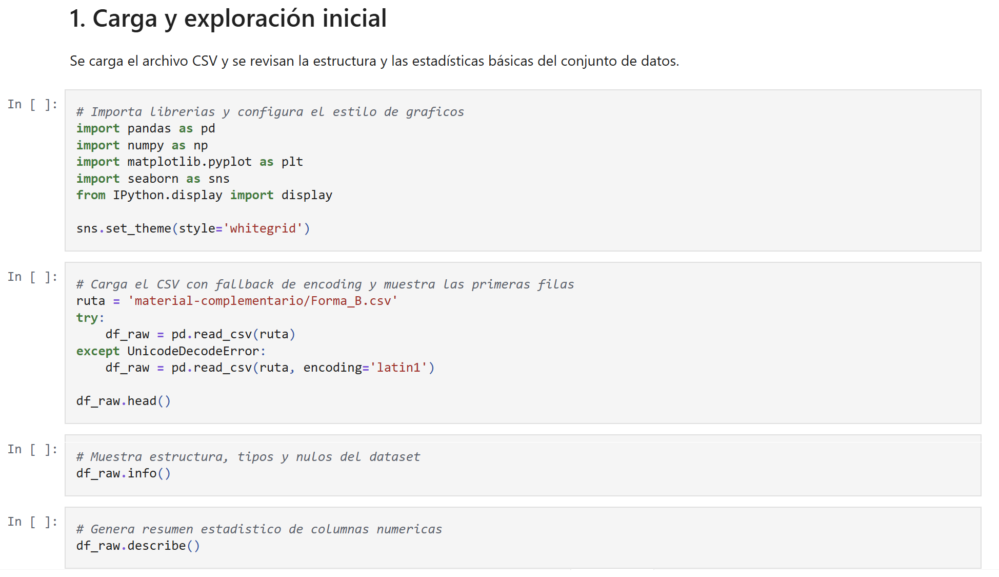 1. Carga y exploración inicial
Se carga el archivo CSV y se revisan la estructura y las estadísticas básicas del conjunto de datos.
In [ ]:
# Importa librerias y configura el estilo de graficos
import pandas as pd
import numpy as np
import matplotlib.pyplot as plt
import seaborn as sns
from IPython.display import display
sns.set_theme(style='whitegrid')
In [ ]:
# Carga el CSV con fallback de encoding y muestra las primeras filas
ruta = 'material-complementario/Forma_B.csv'
try:
    df_raw = pd.read_csv(ruta)
except UnicodeDecodeError:
    df_raw = pd.read_csv(ruta, encoding='latin1')
df_raw.head()
In [ ]:
# Muestra estructura, tipos y nulos del dataset
df_raw.info()
In [ ]:
# Genera resumen estadistico de columnas numericas
df_raw.describe()